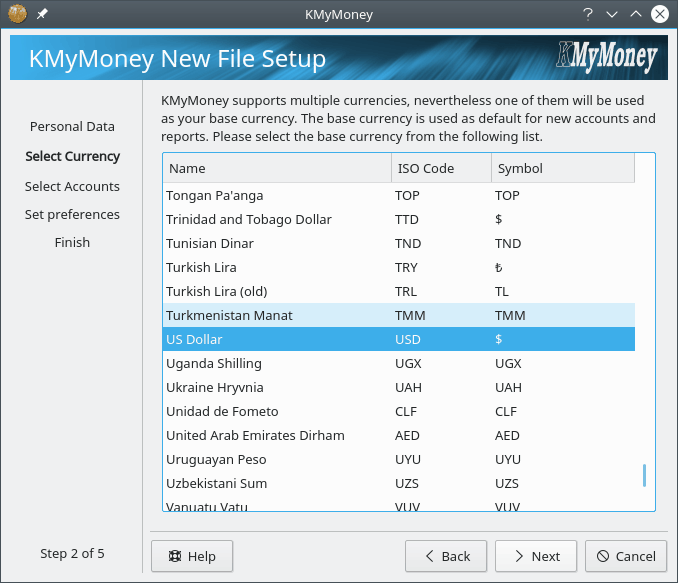 KMyMoney
KMyMoney New File Setup
KMyMoney
Personal Data
Select Currency
Select Accounts
Set preferences
Finish
KMyMoney supports multiple currencies, nevertheless one of them will be used
as your base currency. The base currency is used as default for new accounts and
reports. Please select the base currency from the following list.
Name ISO Code Symbol
Tongan Pa'anga TOP TOP
Trinidad and Tobago Dollar TTD $
Tunisian Dinar TND TND
Turkish Lira TRY ₺
Turkish Lira (old) TRL TL
Turkmenistan Manat TMM TMM
US Dollar USD $
Uganda Shilling UGX UGX
Ukraine Hryvnia UAH UAH
Unidad de Fometo CLF CLF
United Arab Emirates Dirham AED AED
Uruguayan Peso UYU UYU
Uzbekistani Sum UZS UZS
Vanuatu Vatu VUV VUV
Step 2 of 5
Help
Back
Next
Cancel